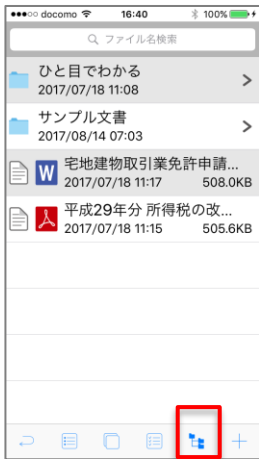 docomo 16:40 100%
ファイル名検索
ひと目でわかる
2017/07/18 11:08
サンプル文書
2017/08/14 07:03
W 宅地建物取引業免許申請...
2017/07/18 11:17 508.0KB
平成29年分 所得税の改...
2017/07/18 11:15 505.6KB